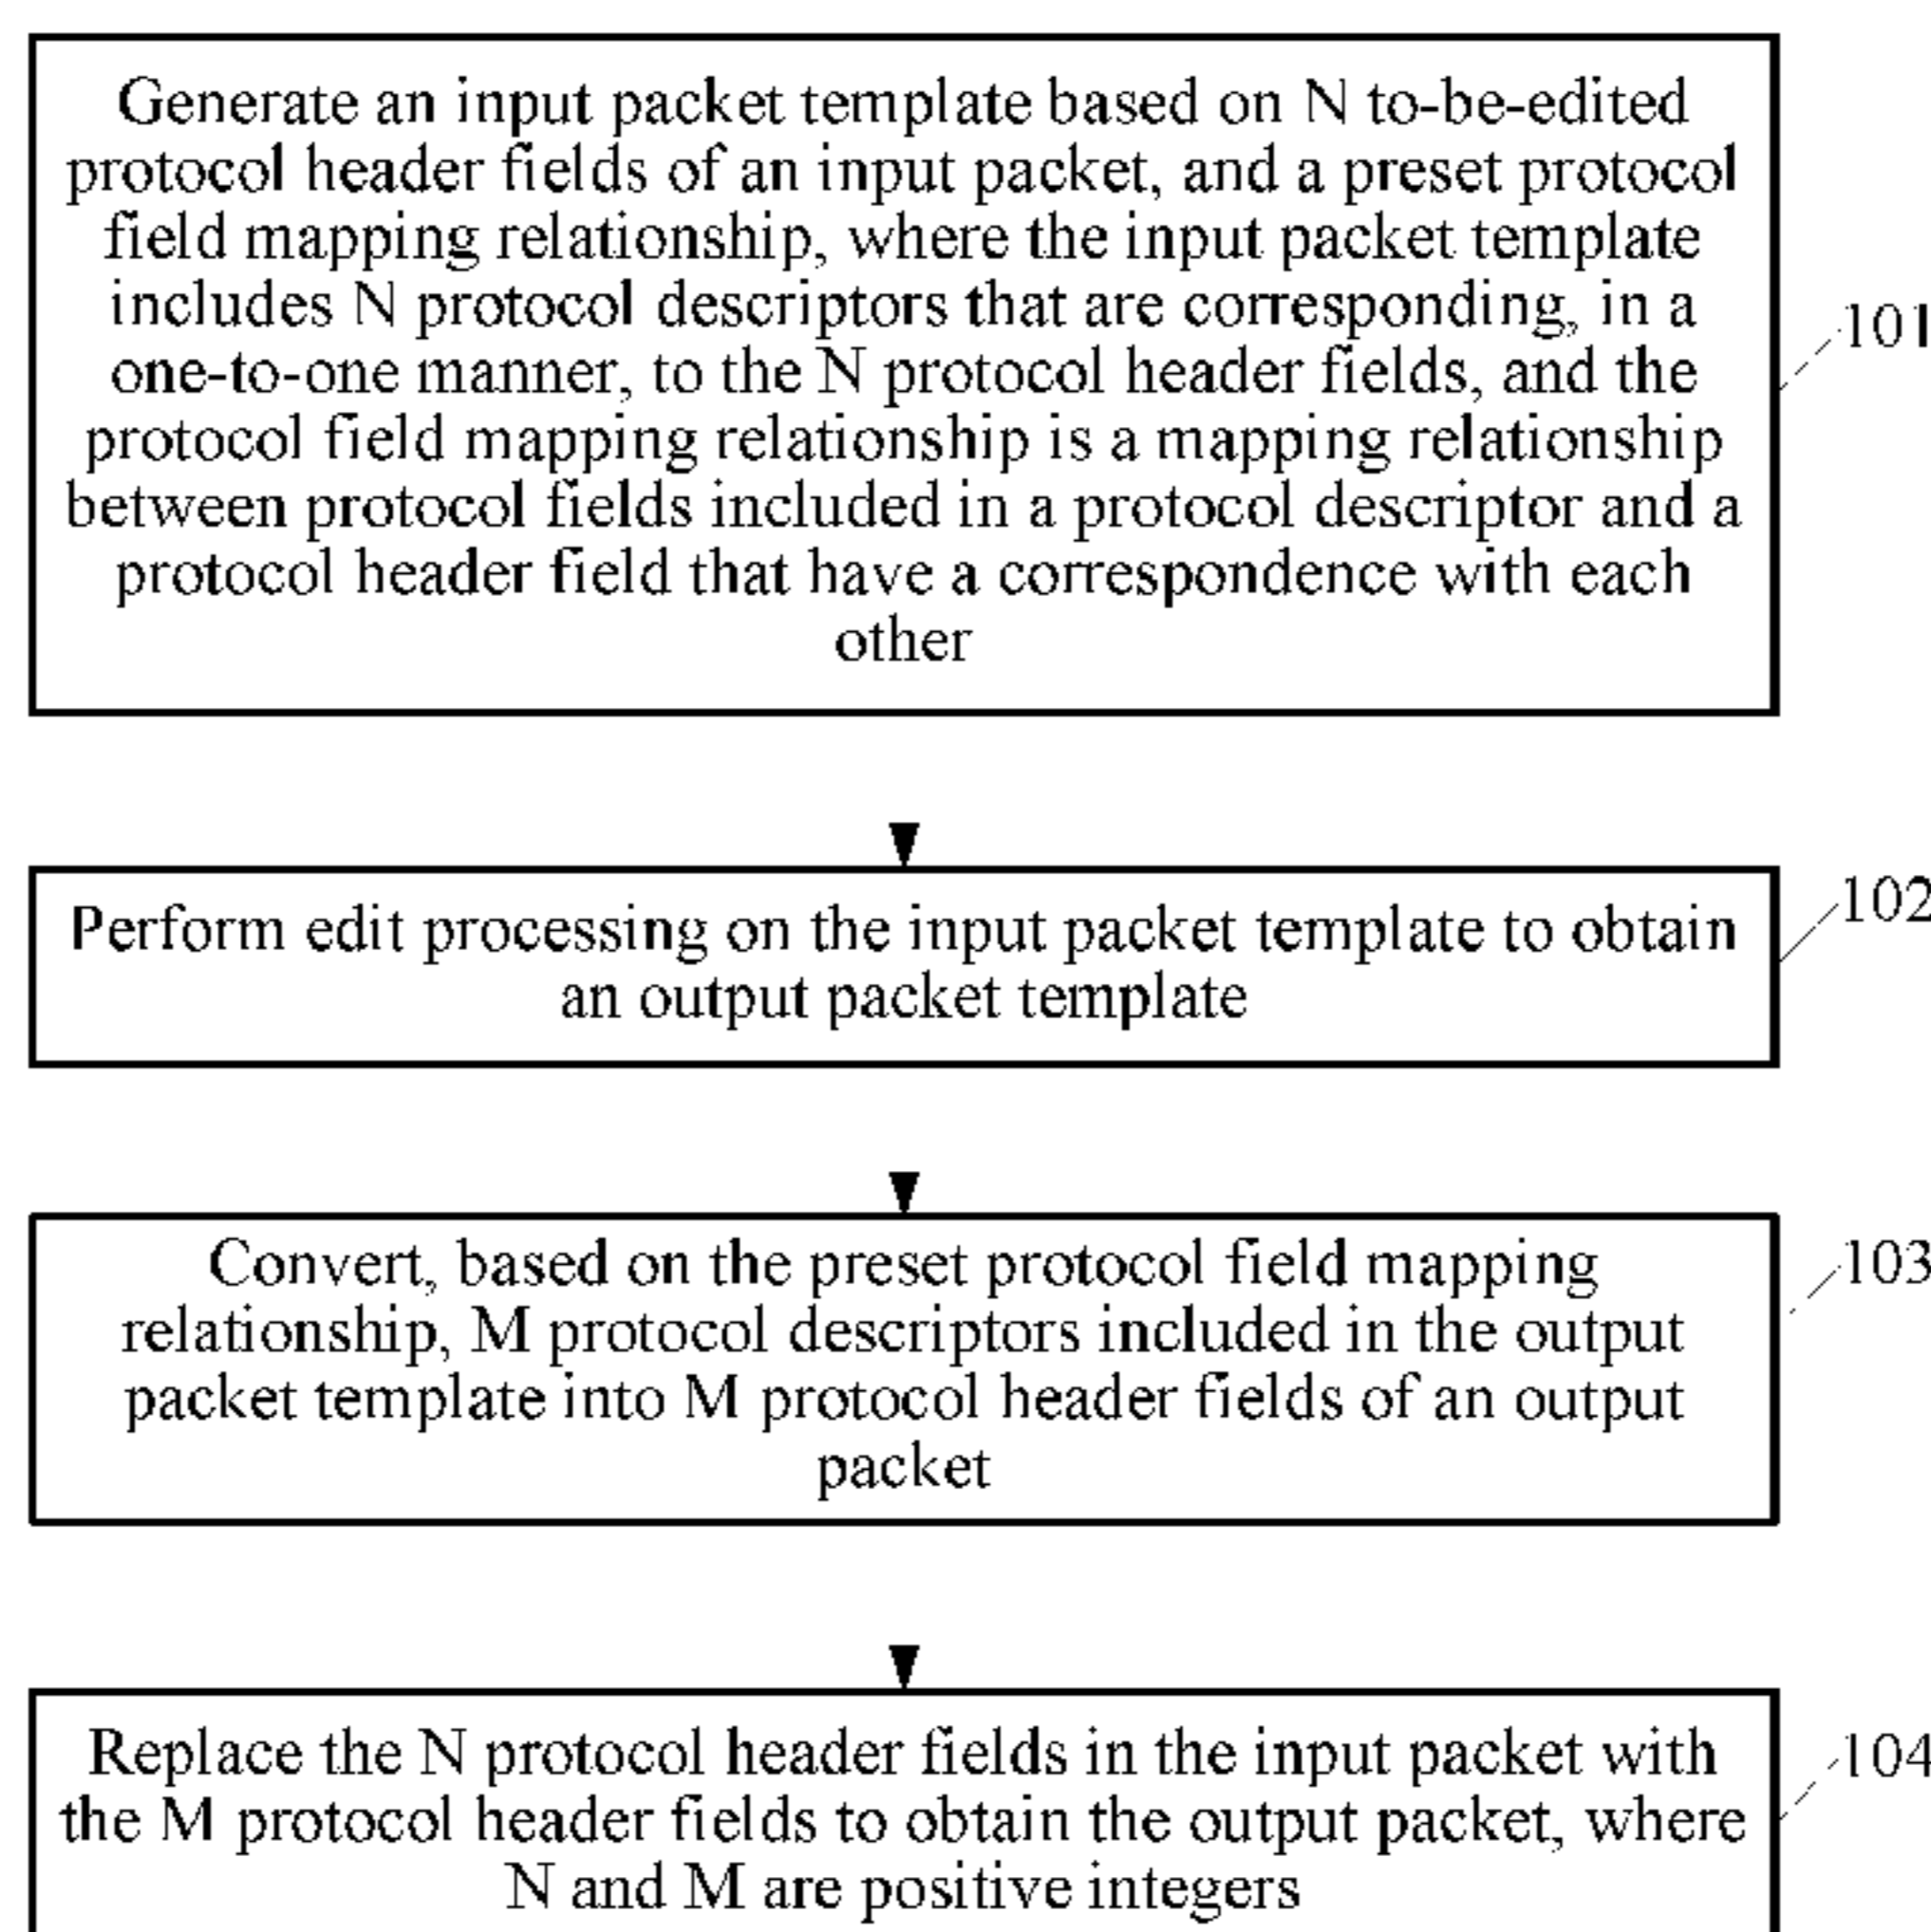 Generate an input packet template based on N to-be-edited
protocol header fields of an input packet, and a preset protocol
field mapping relationship, where the input packet template
includes N protocol descriptors that are corresponding, in a
one-to-one manner, to the N protocol header fields, and the
protocol field mapping relationship is a mapping relationship
between protocol fields included in a protocol descriptor and a
protocol header field that have a correspondence with each
other
101
Perform edit processing on the input packet template to obtain
an output packet template
102
Convert, based on the preset protocol field mapping
relationship, M protocol descriptors included in the output
packet template into M protocol header fields of an output
packet
103
Replace the N protocol header fields in the input packet with
the M protocol header fields to obtain the output packet, where
N and M are positive integers
104